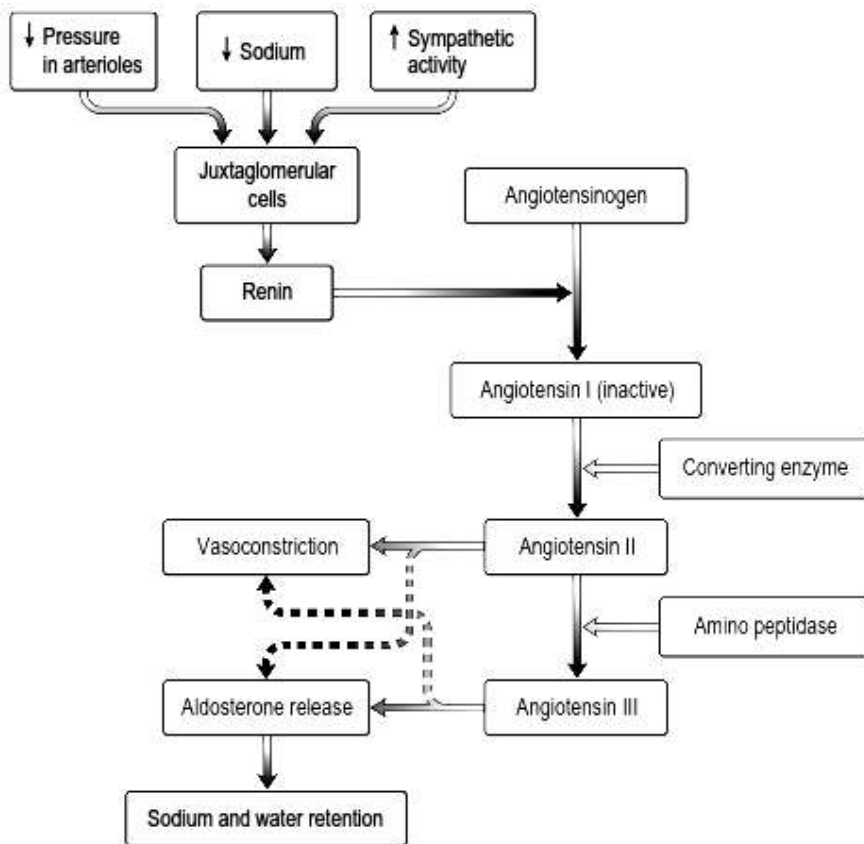 ↓ Pressure
in arterioles
↓ Sodium
↑ Sympathetic
activity
Juxtaglomerular
cells
Angiotensinogen
Renin
Angiotensin I (inactive)
Converting enzyme
Vasoconstriction
Angiotensin II
Amino peptidase
Aldosterone release
Angiotensin III
Sodium and water retention